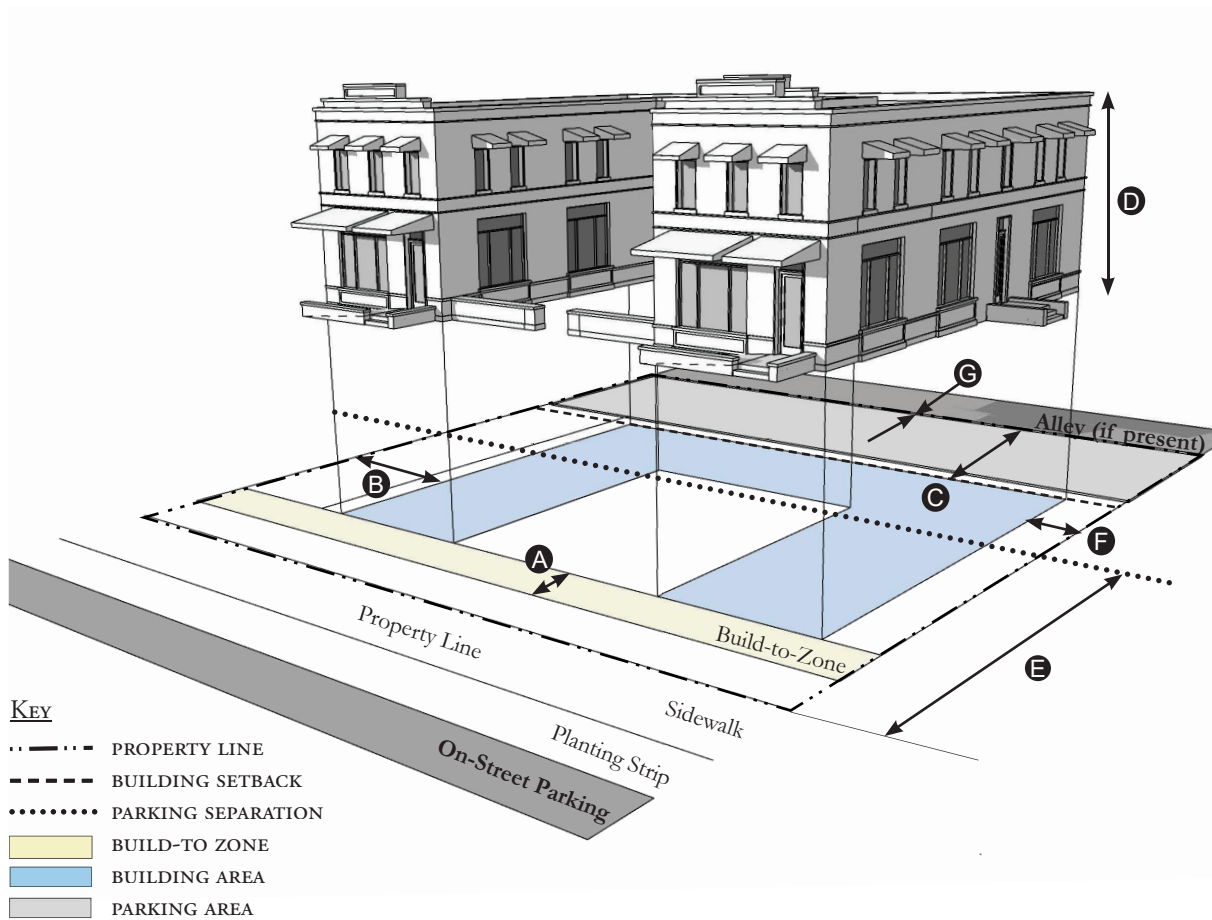 D
G
Alley (if present)
B
C
F
A
Property Line
Build-to-Zone
E
Sidewalk
Planting Strip
On-Street Parking
KEY
PROPERTY LINE
BUILDING SETBACK
PARKING SEPARATION
BUILD-TO ZONE
BUILDING AREA
PARKING AREA